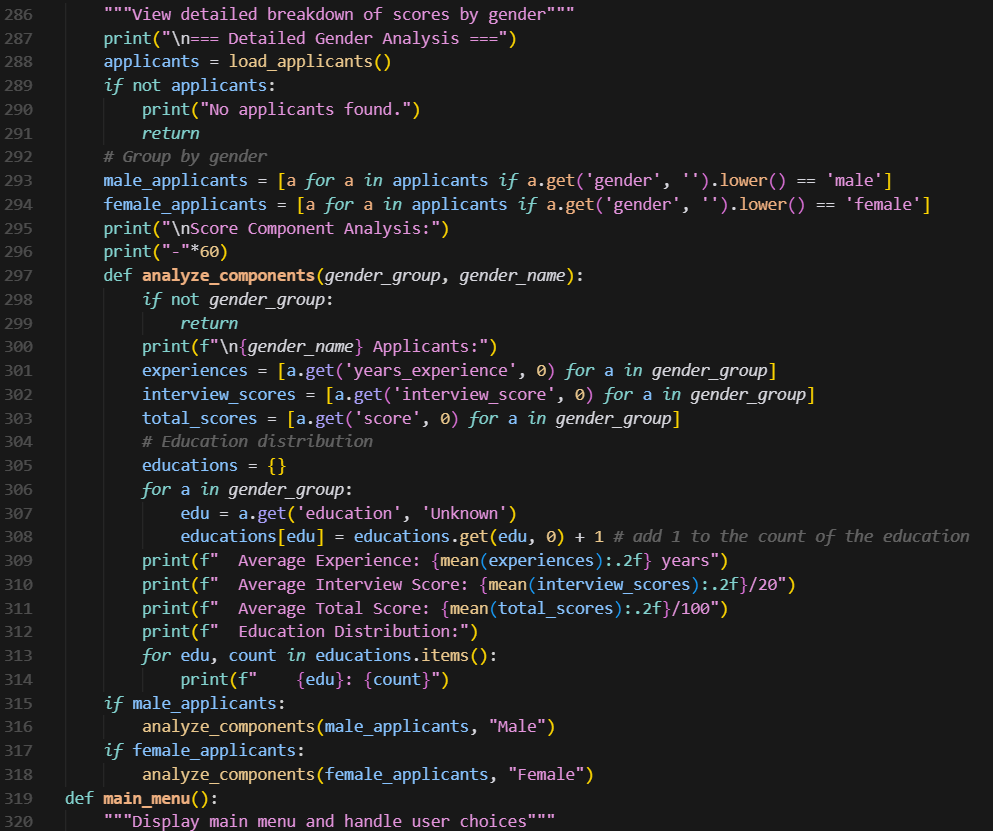 286 """View detailed breakdown of scores by gender"""
287 print("\n=== Detailed Gender Analysis ===")
288 applicants = load_applicants()
289 if not applicants:
290 print("No applicants found.")
291 return
292 # Group by gender
293 male_applicants = [a for a in applicants if a.get('gender', '').lower() == 'male']
294 female_applicants = [a for a in applicants if a.get('gender', '').lower() == 'female']
295 print("\nScore Component Analysis:")
296 print("-"*60)
297 def analyze_components(gender_group, gender_name):
298 if not gender_group:
299 return
300 print(f"\n{gender_name} Applicants:")
301 experiences = [a.get('years_experience', 0) for a in gender_group]
302 interview_scores = [a.get('interview_score', 0) for a in gender_group]
303 total_scores = [a.get('score', 0) for a in gender_group]
304 # Education distribution
305 educations = {}
306 for a in gender_group:
307 edu = a.get('education', 'Unknown')
308 educations[edu] = educations.get(edu, 0) + 1 # add 1 to the count of the education
309 print(f"  Average Experience: {mean(experiences):.2f} years")
310 print(f"  Average Interview Score: {mean(interview_scores):.2f}/20")
311 print(f"  Average Total Score: {mean(total_scores):.2f}/100")
312 print(f"  Education Distribution:")
313 for edu, count in educations.items():
314 print(f"    {edu}: {count}")
315 if male_applicants:
316 analyze_components(male_applicants, "Male")
317 if female_applicants:
318 analyze_components(female_applicants, "Female")
319 def main_menu():
320 """Display main menu and handle user choices"""